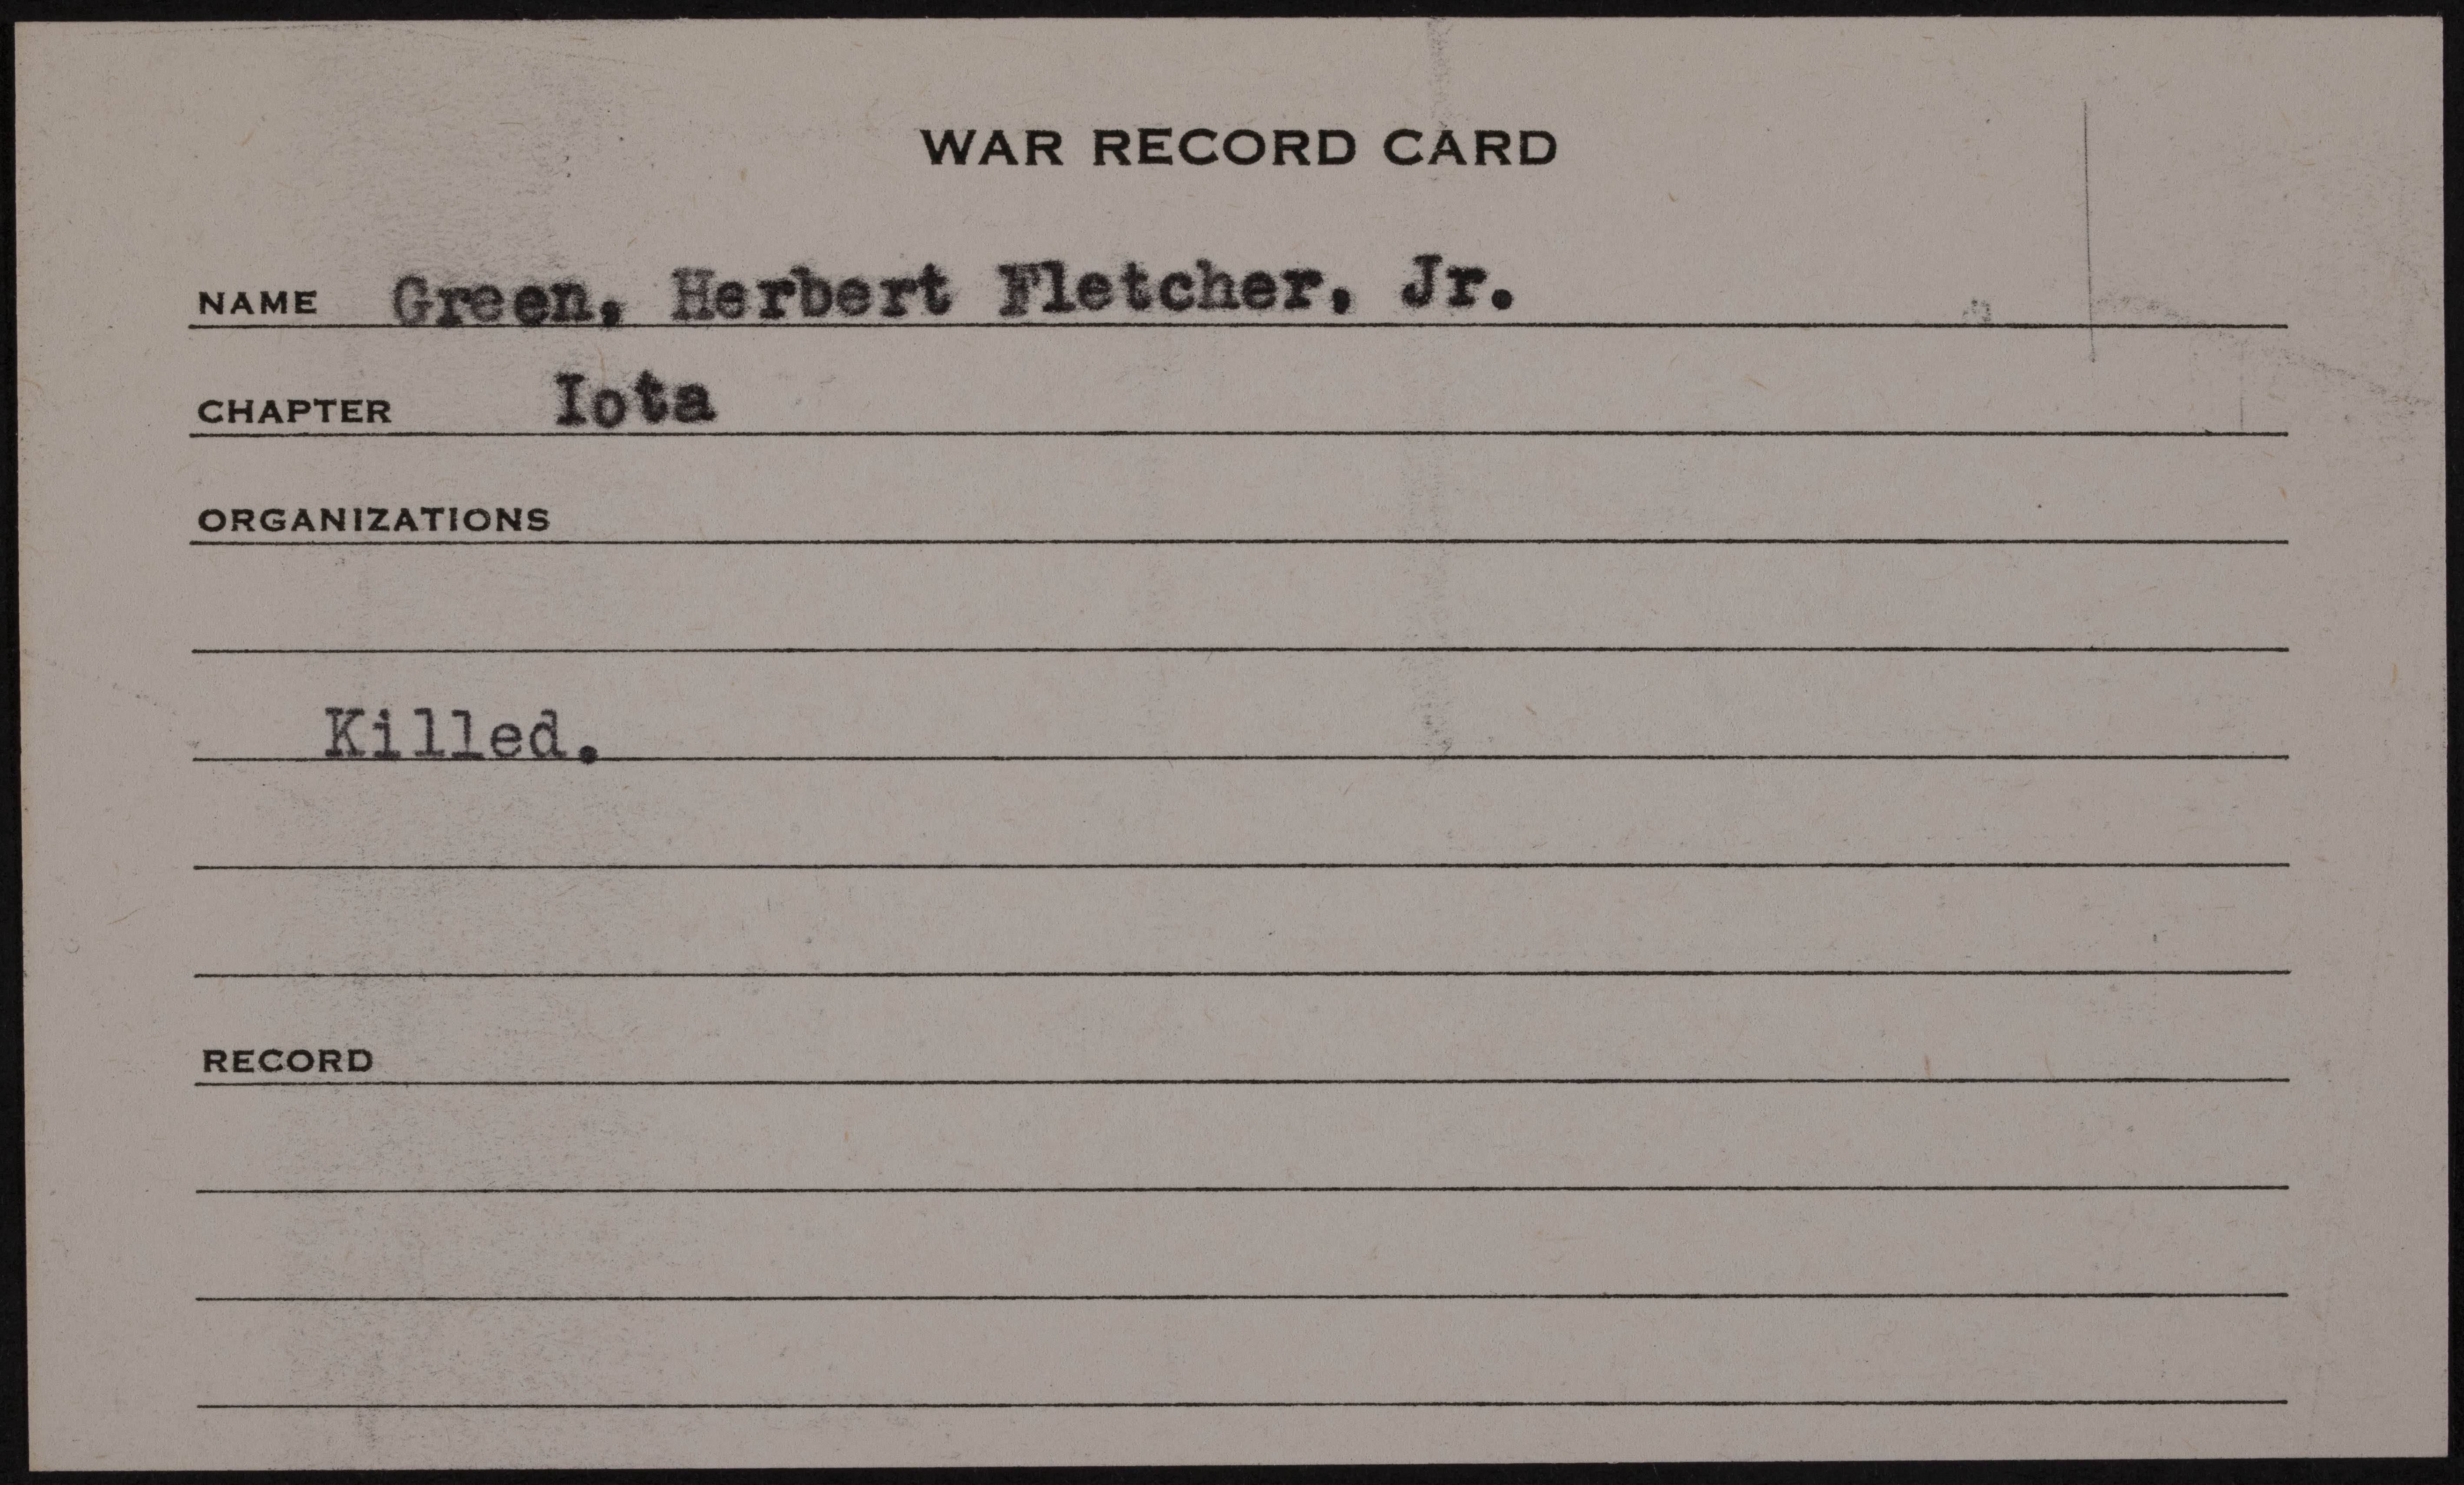 WAR RECORD CARD
NAME Green, Herbert Fletcher, Jr.
CHAPTER Iota
ORGANIZATIONS
Killed.
RECORD